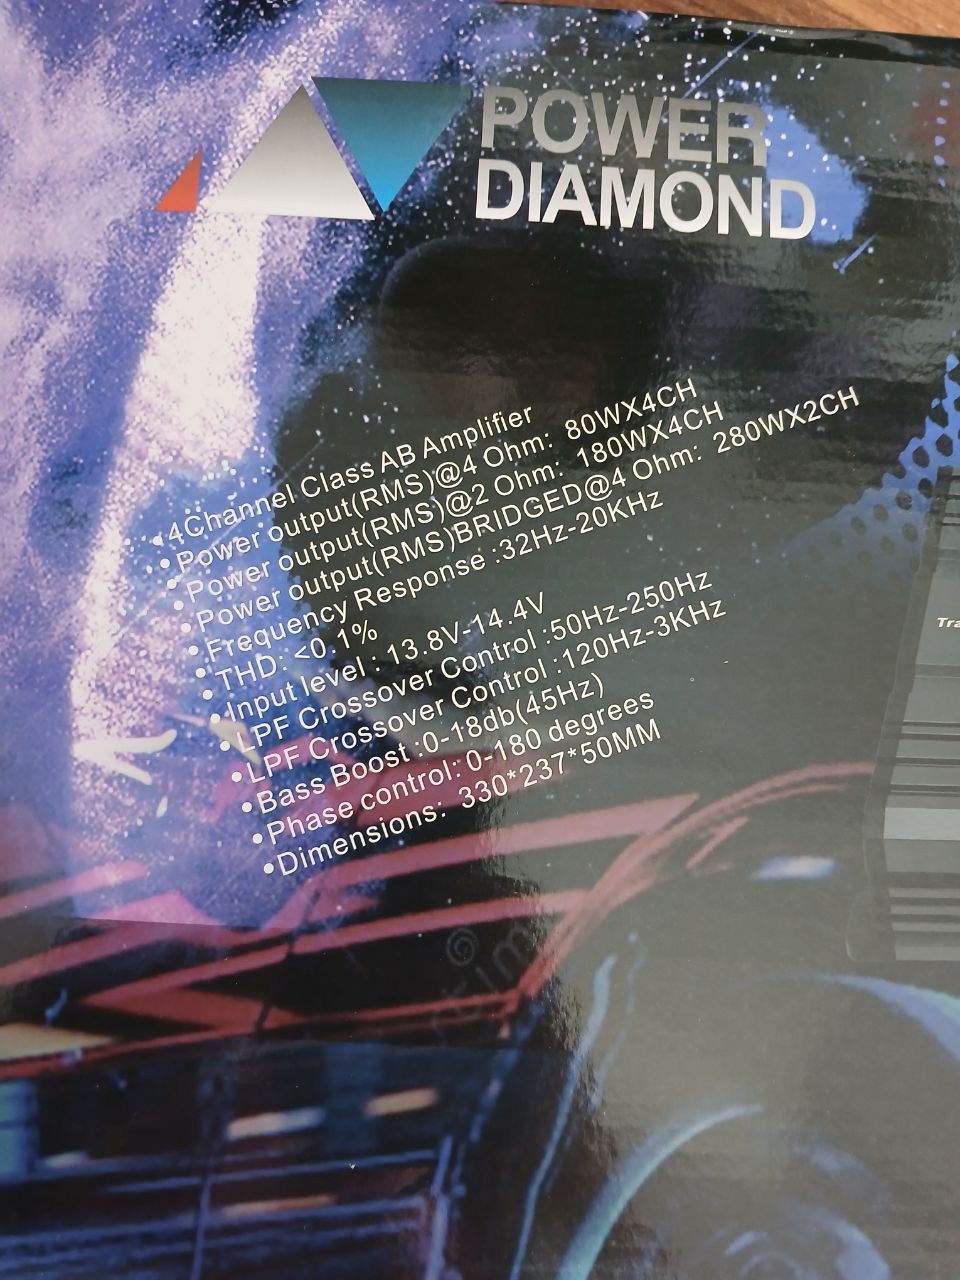 POWER
DIAMOND
•4Channel Class AB Amplifier
•Power output(RMS)@4 Ohm: 80WX4CH
•Power output(RMS)@2 Ohm: 180WX4CH
•Power output(RMS)BRIDGED@4 Ohm: 280WX2CH
•Frequency Response :32Hz-20KHz
•THD: <0.1%
•Input level : 13.8V-14.4V
•LPF Crossover Control :50Hz-250Hz
•LPF Crossover Control :120Hz-3KHz
•Bass Boost :0-18db(45Hz)
•Phase control: 0-180 degrees
•Dimensions: 330*237*50MM